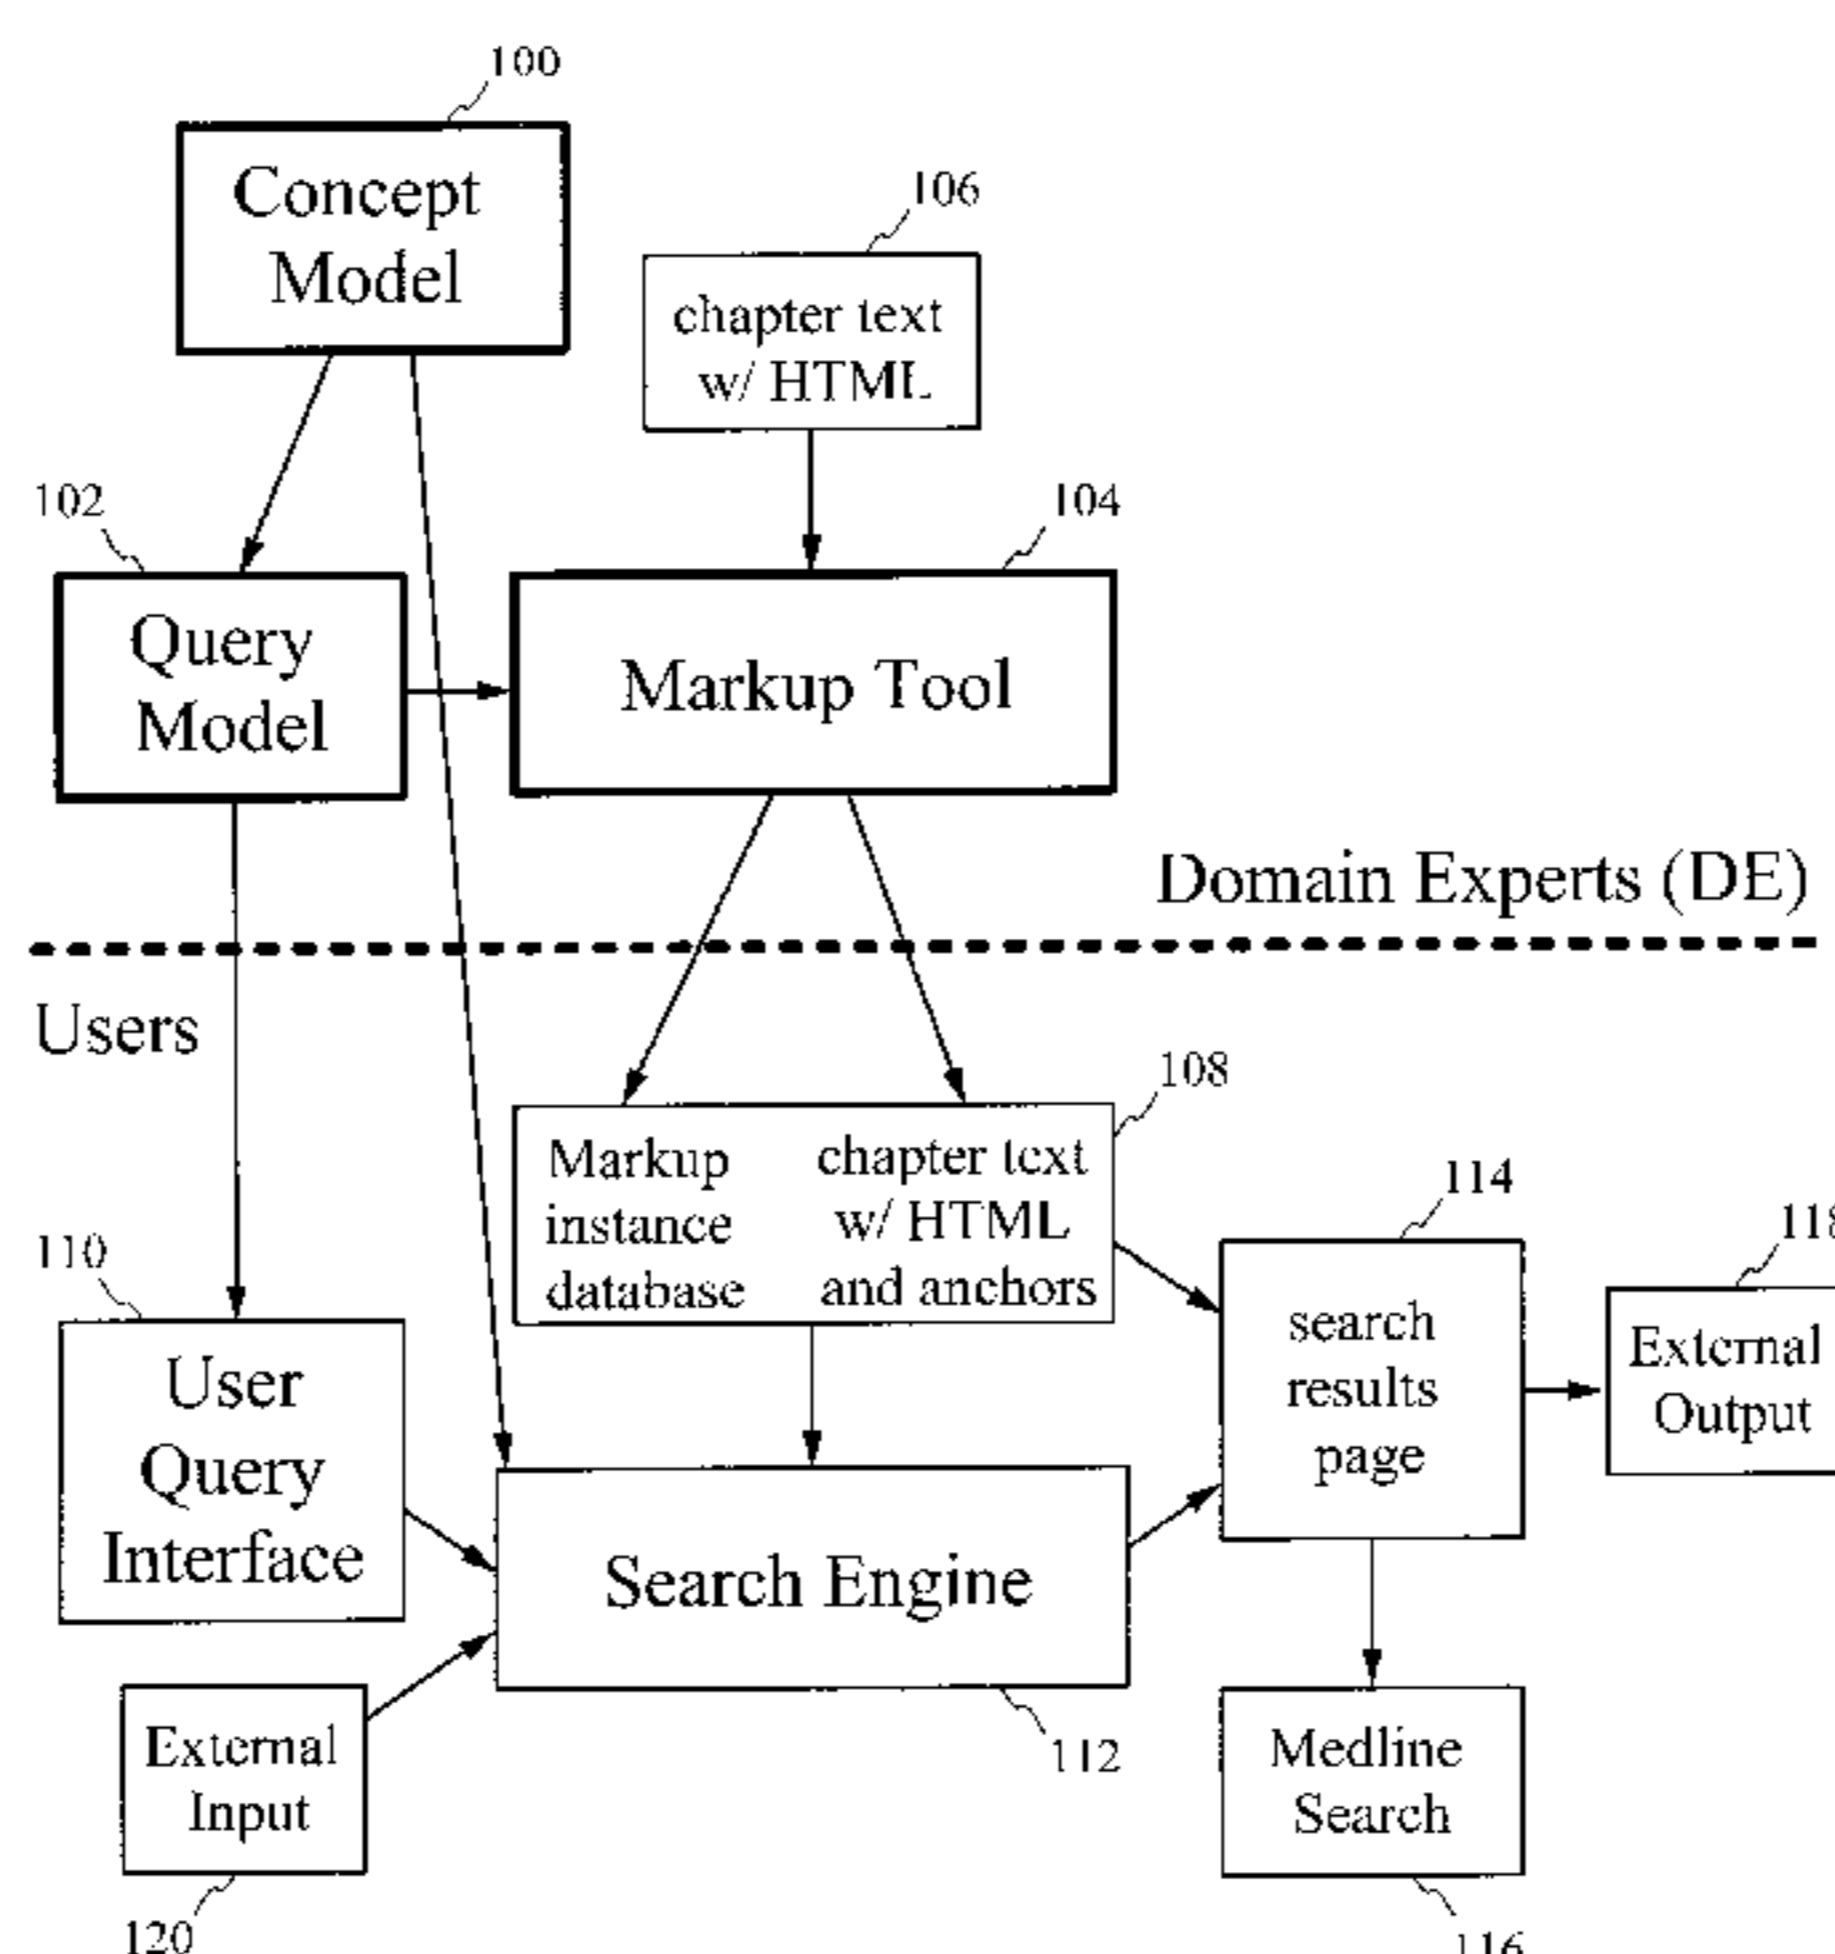 100
Concept
Model
106
chapter text
w/ HTML
102
104
Query
Model
Markup Tool
Domain Experts (DE)
Users
108
Markup
instance
database
chapter text
w/ HTML
and anchors
114
118
110
User
Query
Interface
search
results
page
External
Output
Search Engine
External
Input
112
Medline
Search
120
116